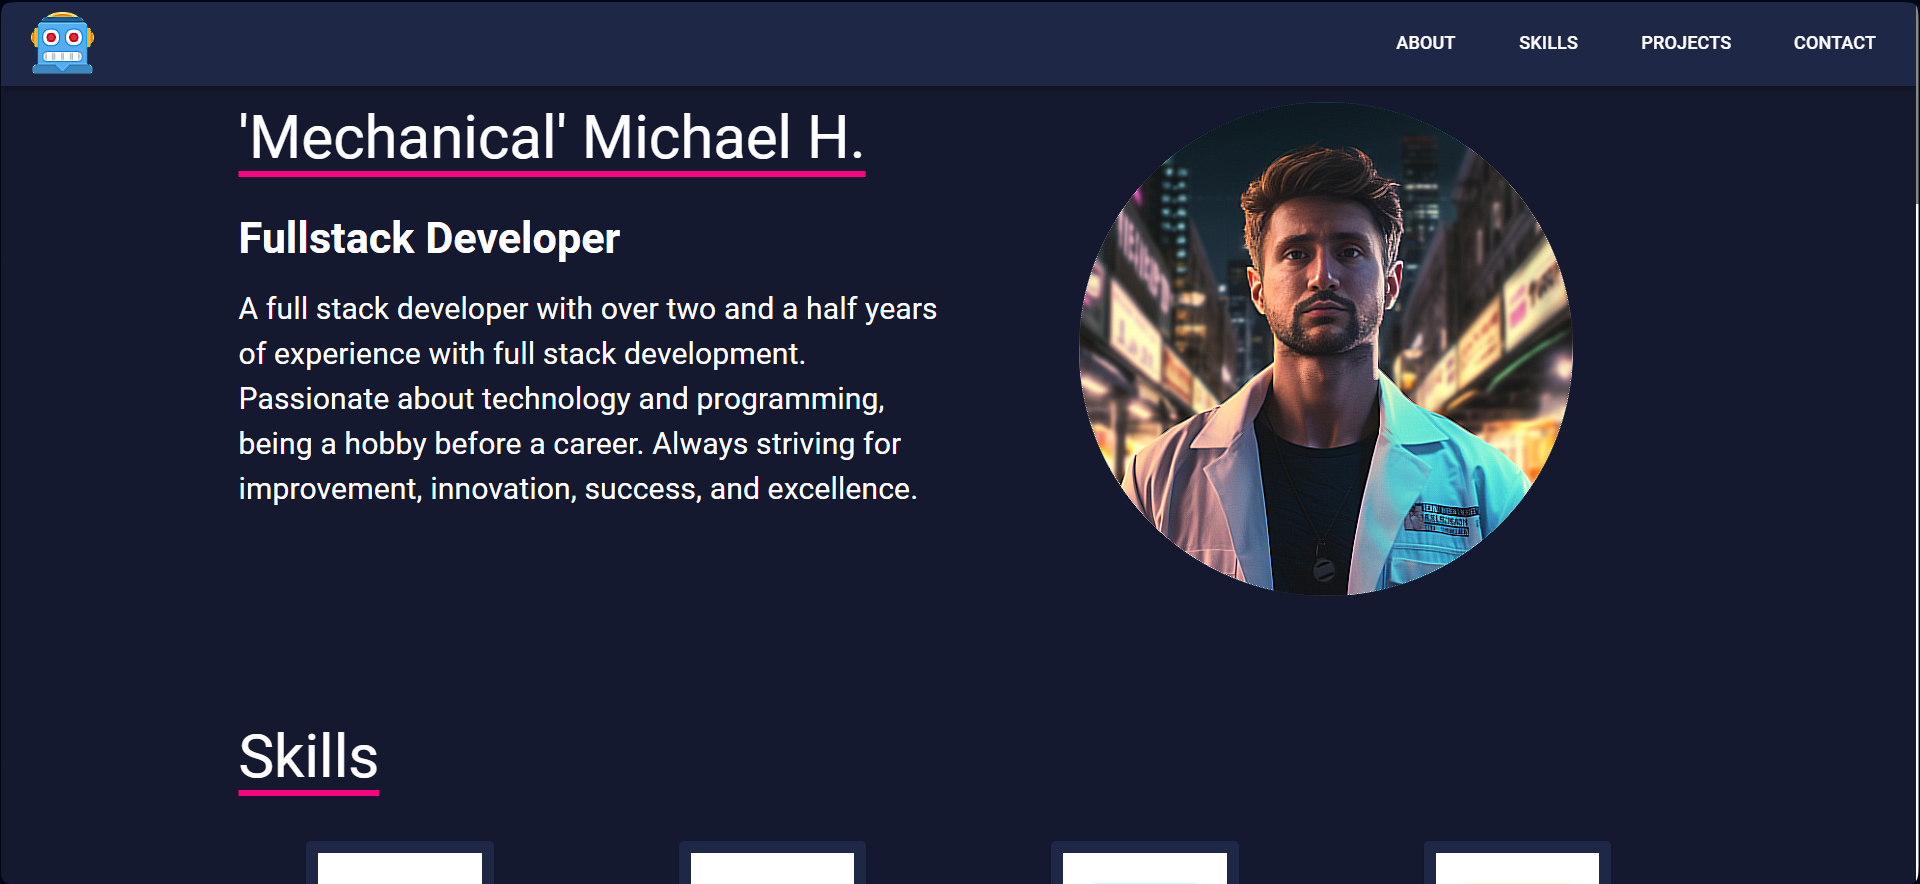 ABOUT SKILLS PROJECTS CONTACT
'Mechanical' Michael H.
Fullstack Developer
A full stack developer with over two and a half years
of experience with full stack development.
Passionate about technology and programming,
being a hobby before a career. Always striving for
improvement, innovation, success, and excellence.
Skills